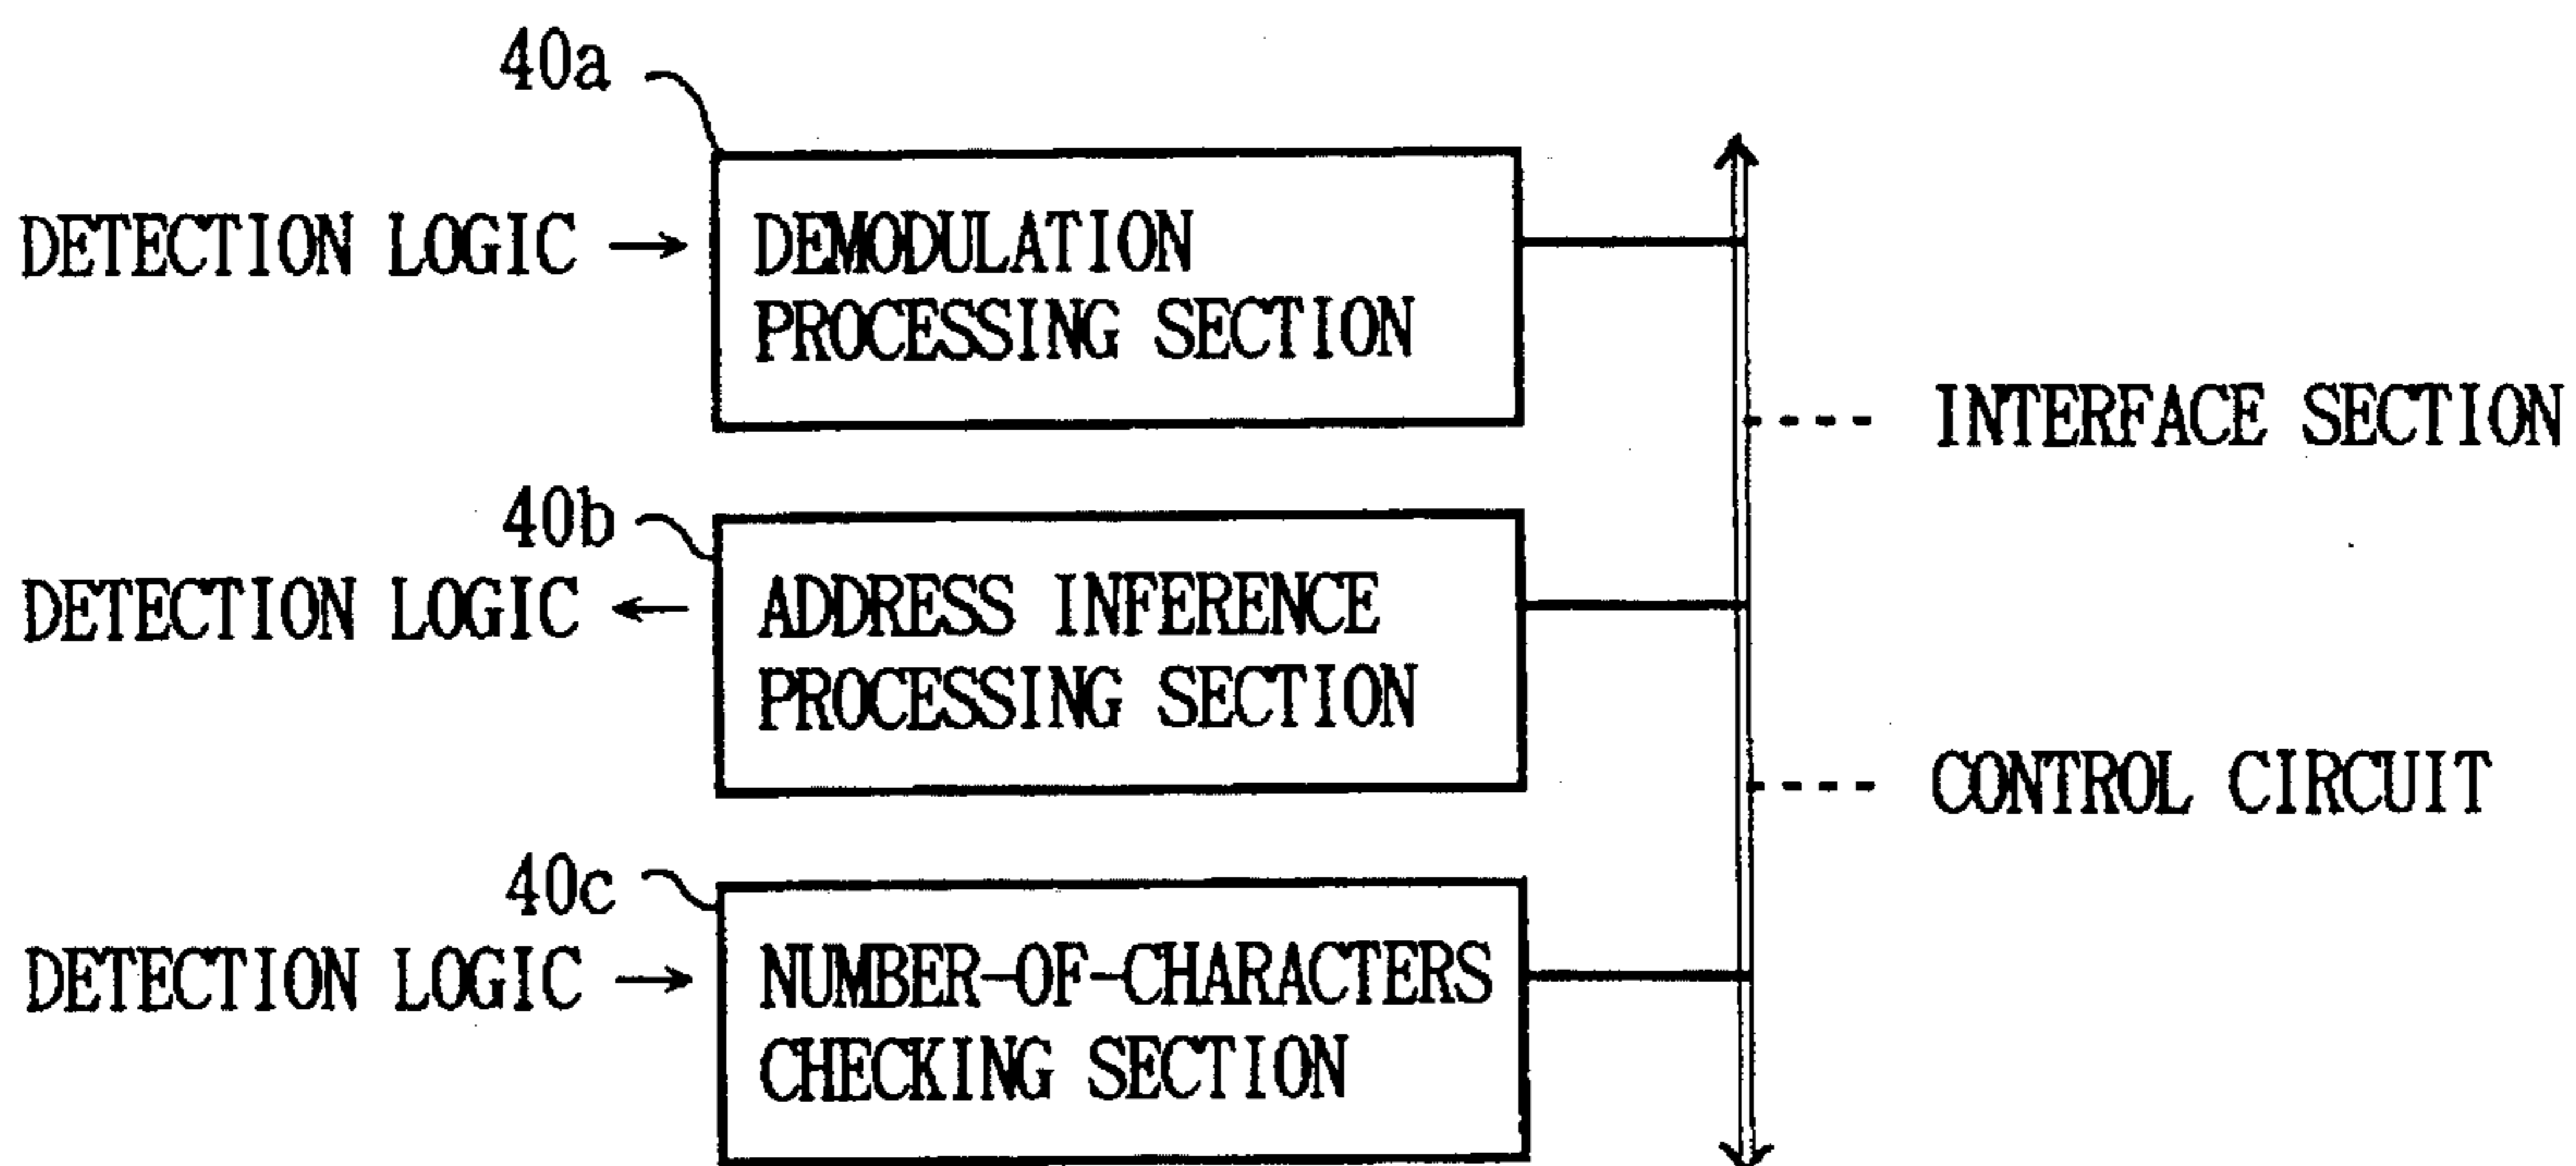 40a
DETECTION LOGIC
DEMODULATION
PROCESSING SECTION
INTERFACE SECTION
40b
DETECTION LOGIC
ADDRESS INFERENCE
PROCESSING SECTION
CONTROL CIRCUIT
40c
DETECTION LOGIC
NUMBER-OF-CHARACTERS
CHECKING SECTION